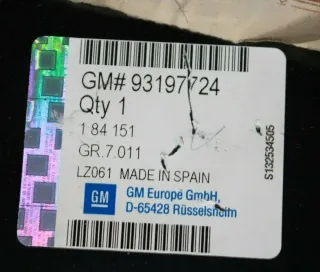 GM# 93197724
Qty 1
1 84 151
GR.7.011
LZ061 MADE IN SPAIN
GM
GM Europe GmbH,
D-65428 Rüsselsheim
S132534505